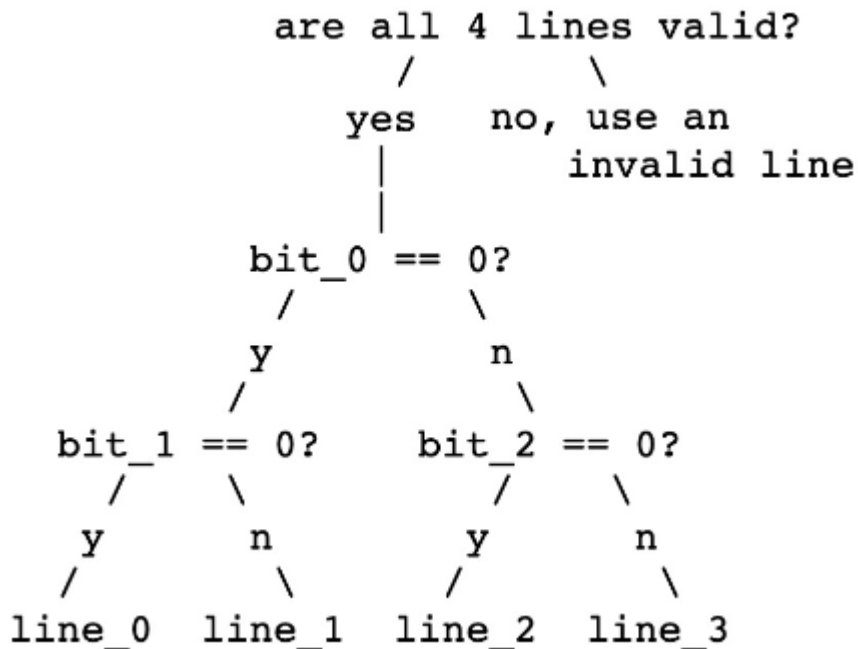 are all 4 lines valid?
yes no, use an
invalid line
bit_0 == 0?
y n
bit_1 == 0? bit_2 == 0?
y n y n
line_0 line_1 line_2 line_3